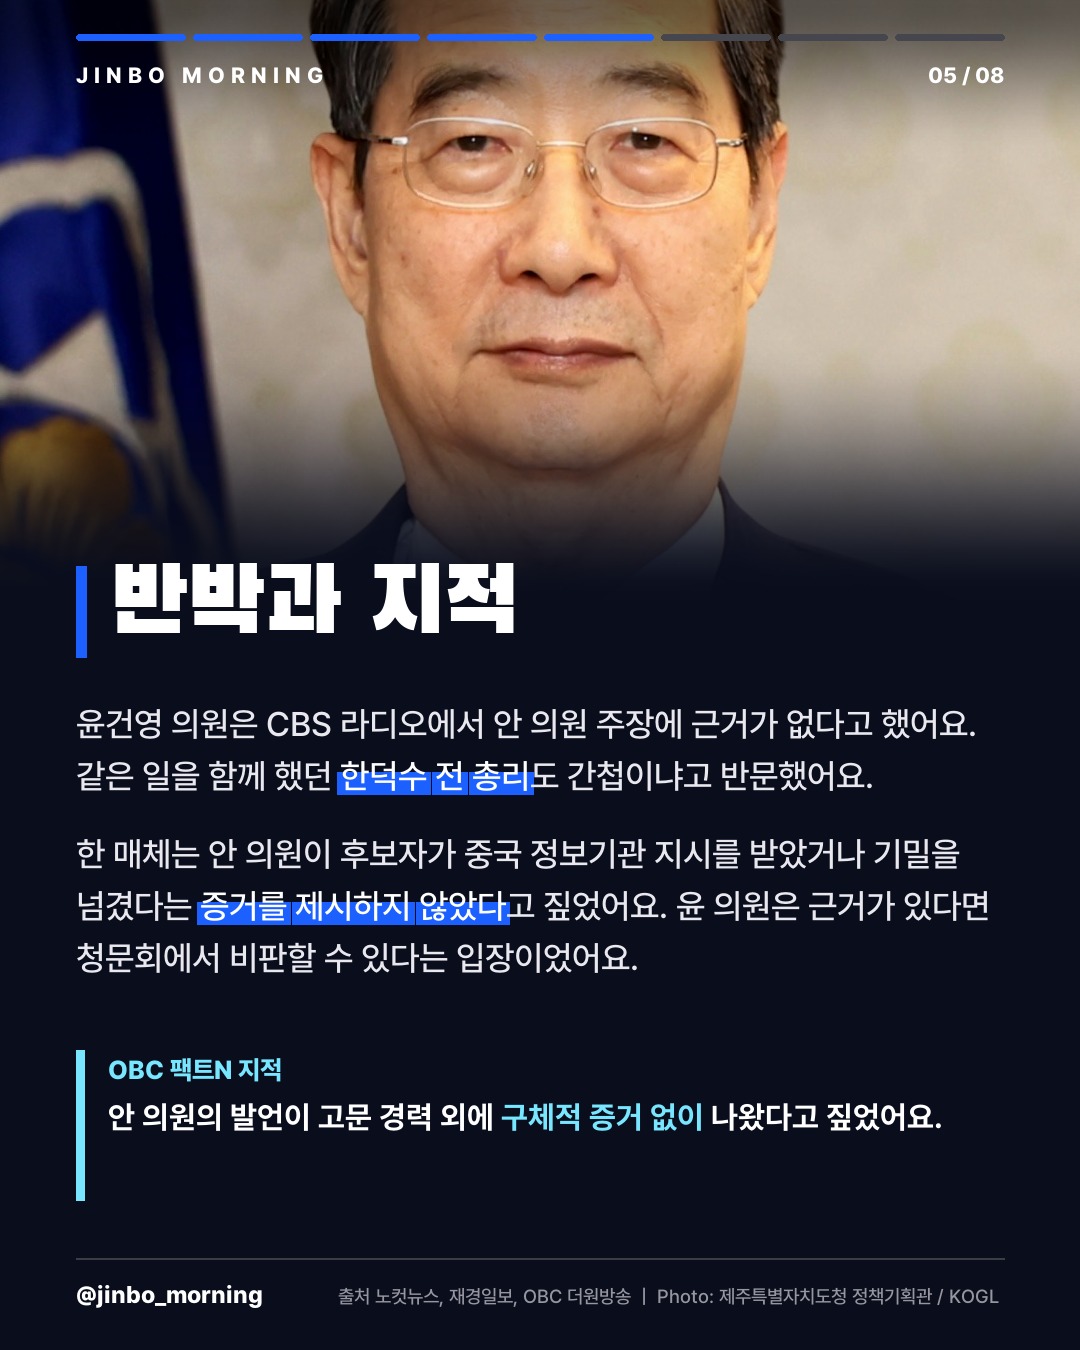 JINBO MORNING
05 / 08
반박과 지적
윤건영 의원은 CBS 라디오에서 안 의원 주장에 근거가 없다고 했어요.
같은 일을 함께 했던 한덕수 전 총리도 간첩이냐고 반문했어요.
한 매체는 안 의원이 후보자가 중국 정보기관 지시를 받았거나 기밀을
넘겼다는 증거를 제시하지 않았다고 짚었어요. 윤 의원은 근거가 있다면
청문회에서 비판할 수 있다는 입장이었어요.
OBC 팩트N 지적
안 의원의 발언이 고문 경력 외에 구체적 증거 없이 나왔다고 짚었어요.
@jinbo_morning
출처 노컷뉴스, 재경일보, OBC 더원방송 | Photo: 제주특별자치도청 정책기획관 / KOGL